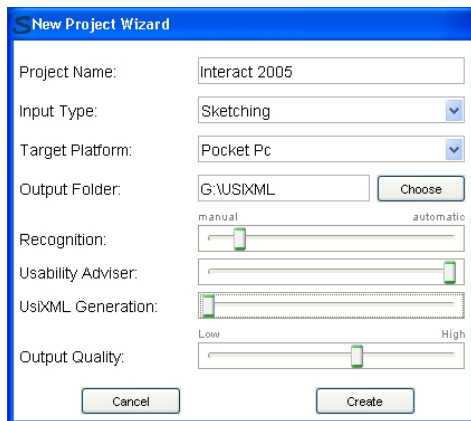 New Project Wizard
Project Name: Interact 2005
Input Type: Sketching
Target Platform: Pocket Pc
Output Folder: G:\USIXML Choose
manual automatic
Recognition:
Usability Adviser:
UsiXML Generation:
Low High
Output Quality:
Cancel Create